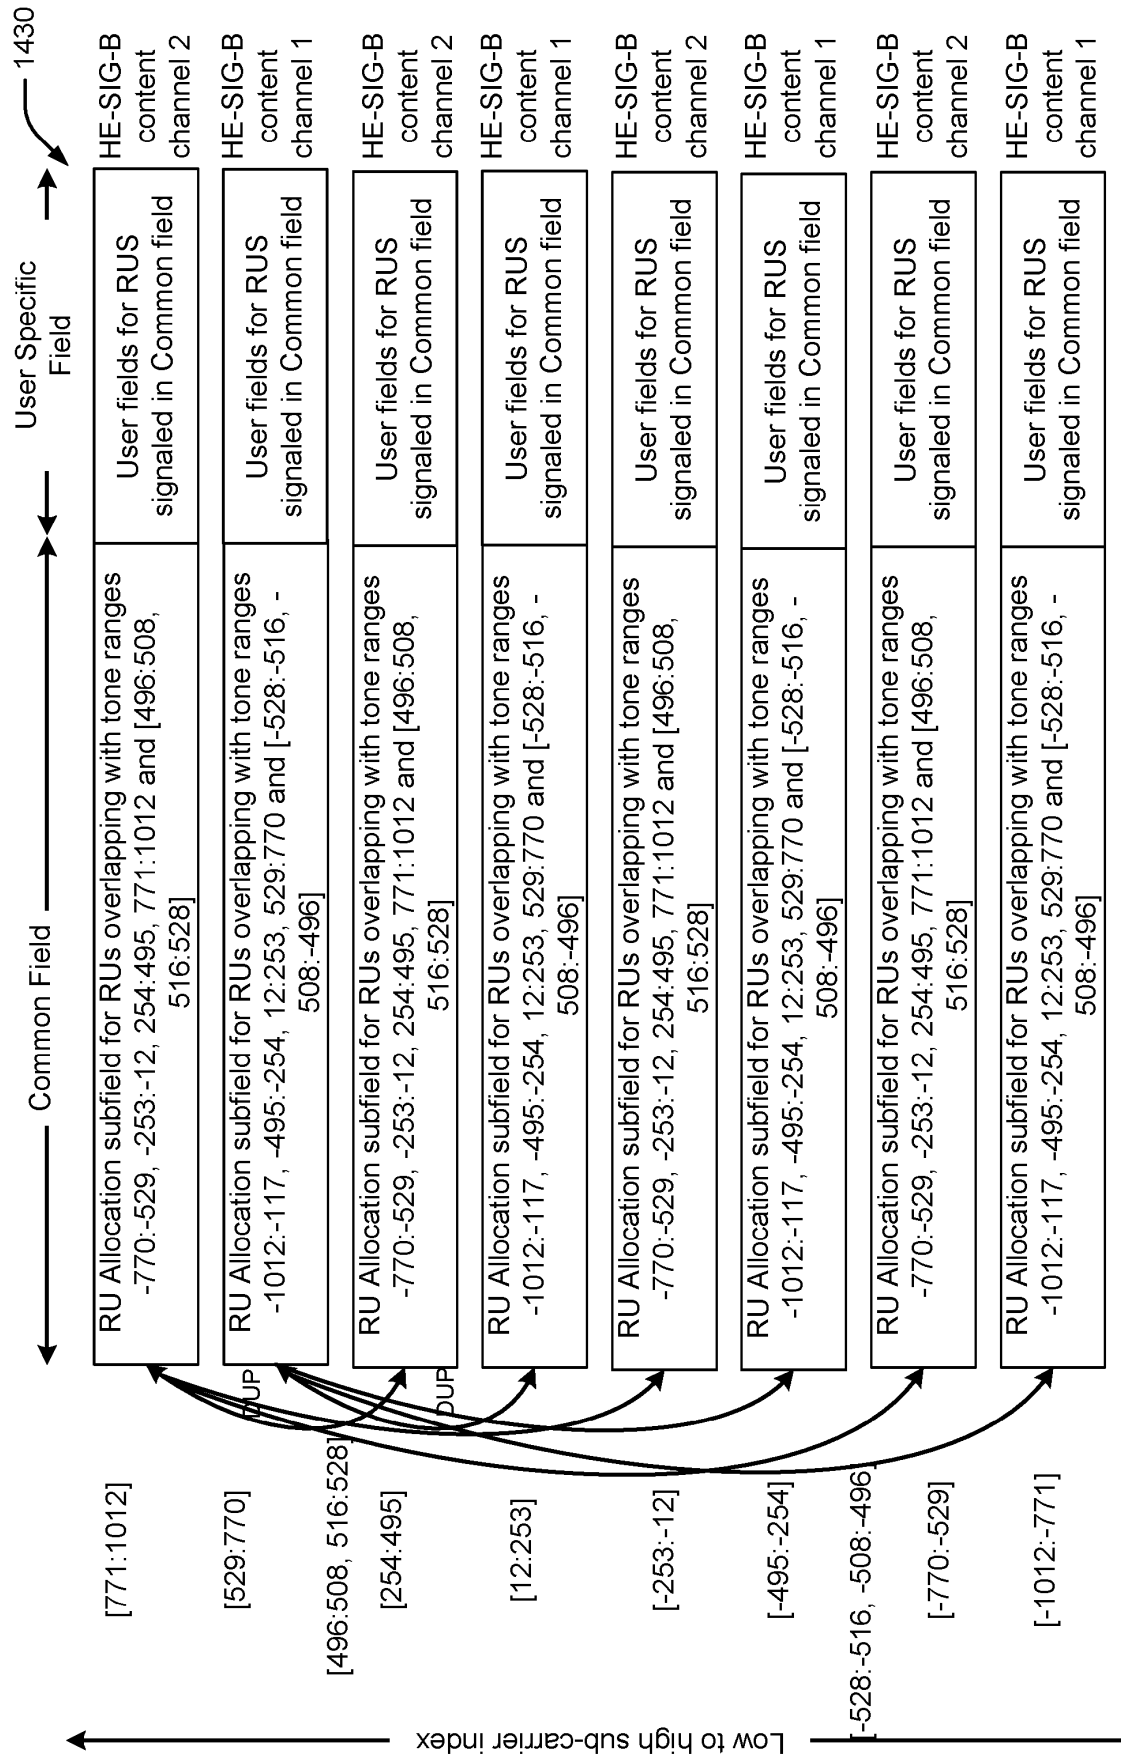 1430
Common Field
User Specific
Field
[771:1012]
RU Allocation subfield for RUs overlapping with tone ranges
-770:-529, -253:-12, 254:495, 771:1012 and [496:508,
516:528]
User fields for RUS
signaled in Common field
HE-SIG-B
content
channel 2
[529:770]
DUP
RU Allocation subfield for RUs overlapping with tone ranges
-1012:-117, -495:-254, 12:253, 529:770 and [-528:-516, -
508:-496]
User fields for RUS
signaled in Common field
HE-SIG-B
content
channel 1
[496:508, 516:528]
[254:495]
RU Allocation subfield for RUs overlapping with tone ranges
-770:-529, -253:-12, 254:495, 771:1012 and [496:508,
516:528]
User fields for RUS
signaled in Common field
HE-SIG-B
content
channel 2
DUP
[12:253]
RU Allocation subfield for RUs overlapping with tone ranges
-1012:-117, -495:-254, 12:253, 529:770 and [-528:-516, -
508:-496]
User fields for RUS
signaled in Common field
HE-SIG-B
content
channel 1
[-253:-12]
RU Allocation subfield for RUs overlapping with tone ranges
-770:-529, -253:-12, 254:495, 771:1012 and [496:508,
516:528]
User fields for RUS
signaled in Common field
HE-SIG-B
content
channel 2
[-495:-254]
RU Allocation subfield for RUs overlapping with tone ranges
-1012:-117, -495:-254, 12:253, 529:770 and [-528:-516, -
508:-496]
User fields for RUS
signaled in Common field
HE-SIG-B
content
channel 1
[-528:-516, -508:-496]
[-770:-529]
RU Allocation subfield for RUs overlapping with tone ranges
-770:-529, -253:-12, 254:495, 771:1012 and [496:508,
516:528]
User fields for RUS
signaled in Common field
HE-SIG-B
content
channel 2
[-1012:-771]
RU Allocation subfield for RUs overlapping with tone ranges
-1012:-117, -495:-254, 12:253, 529:770 and [-528:-516, -
508:-496]
User fields for RUS
signaled in Common field
HE-SIG-B
content
channel 1
Low to high sub-carrier index